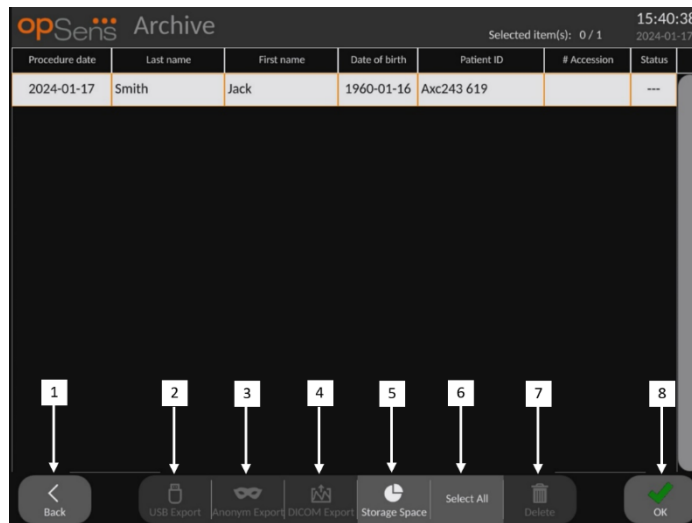 opSens Archive
Selected item(s): 0 / 1
15:40:38
2024-01-17
Procedure date Last name First name Date of birth Patient ID # Accession Status
2024-01-17 Smith Jack 1960-01-16 Axc243 619 ---
1 2 3 4 5 6 7 8
Back USB Export Anonym Export DICOM Export Storage Space Select All Delete OK